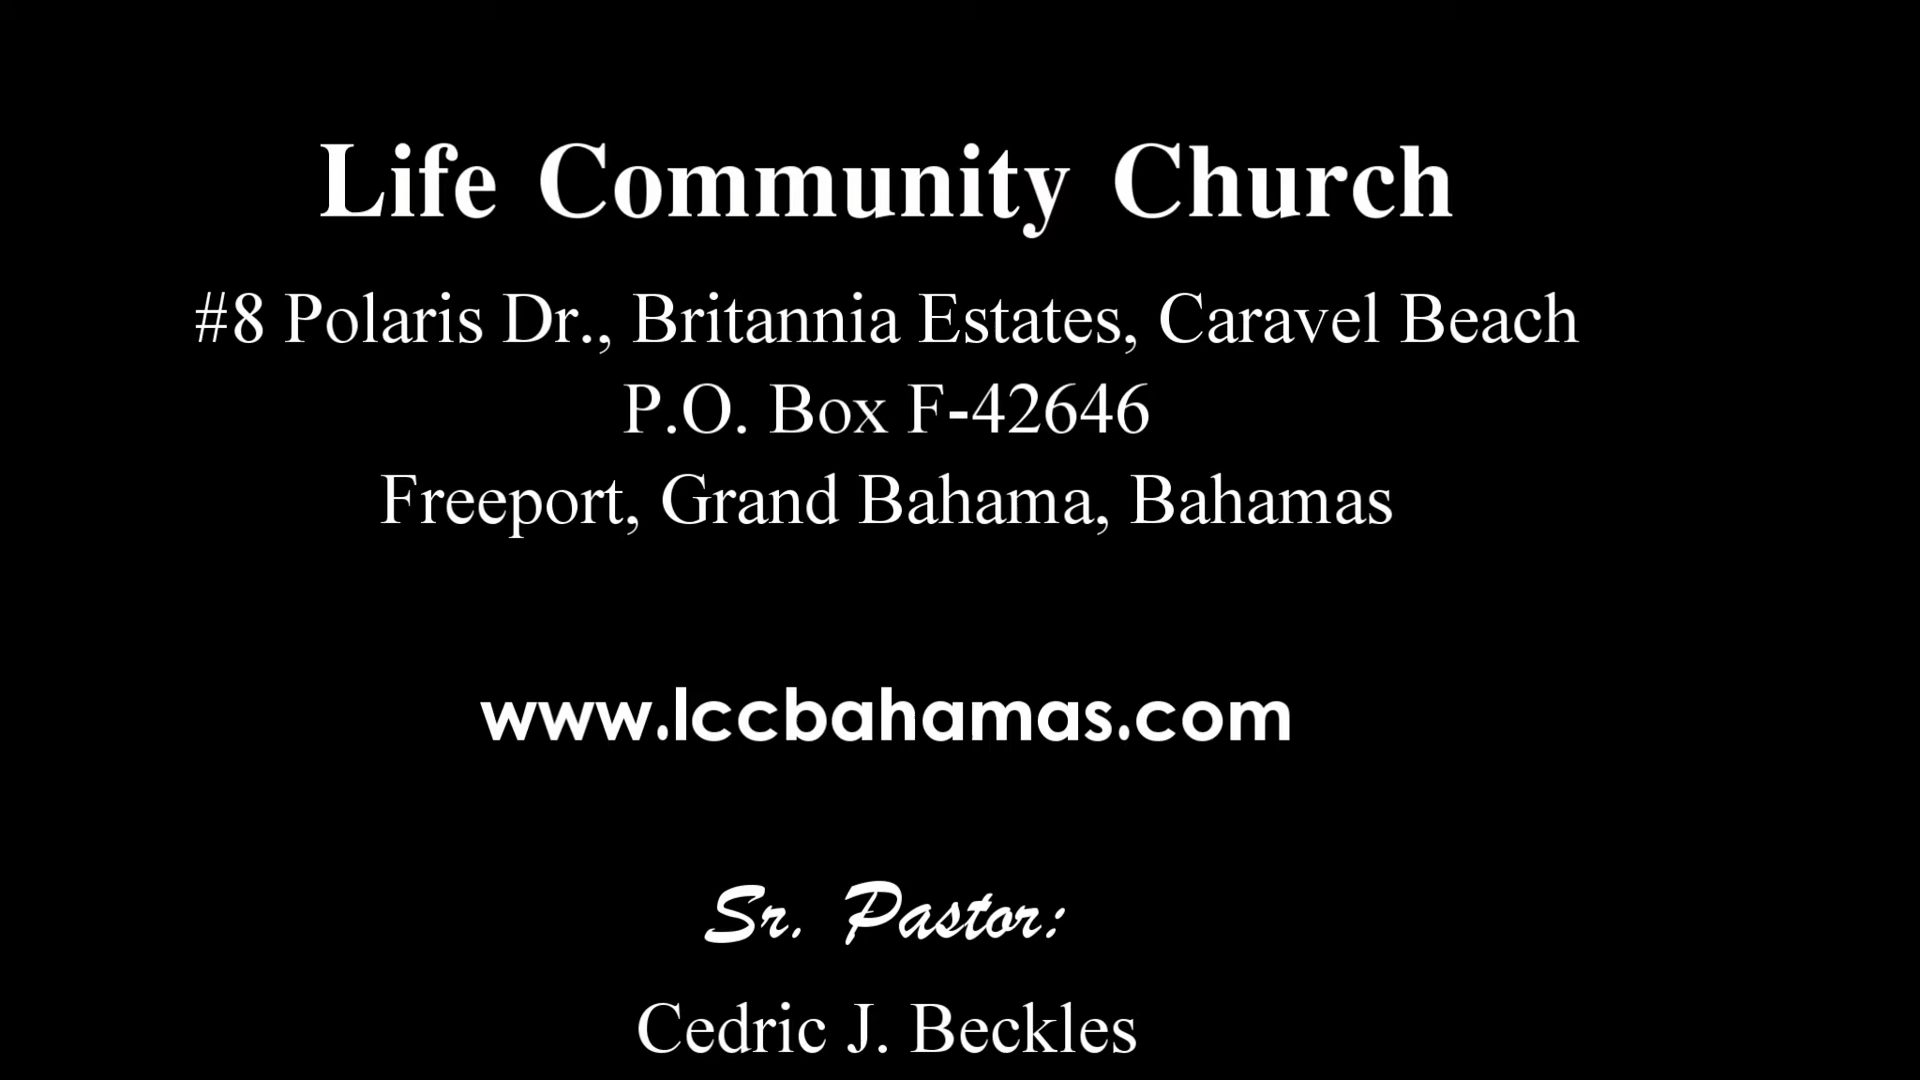 Life Community Church
#8 Polaris Dr., Britannia Estates, Caravel Beach
P.O. Box F-42646
Freeport, Grand Bahama, Bahamas
www.lccbahamas.com
Sr. Pastor:
Cedric J. Beckles